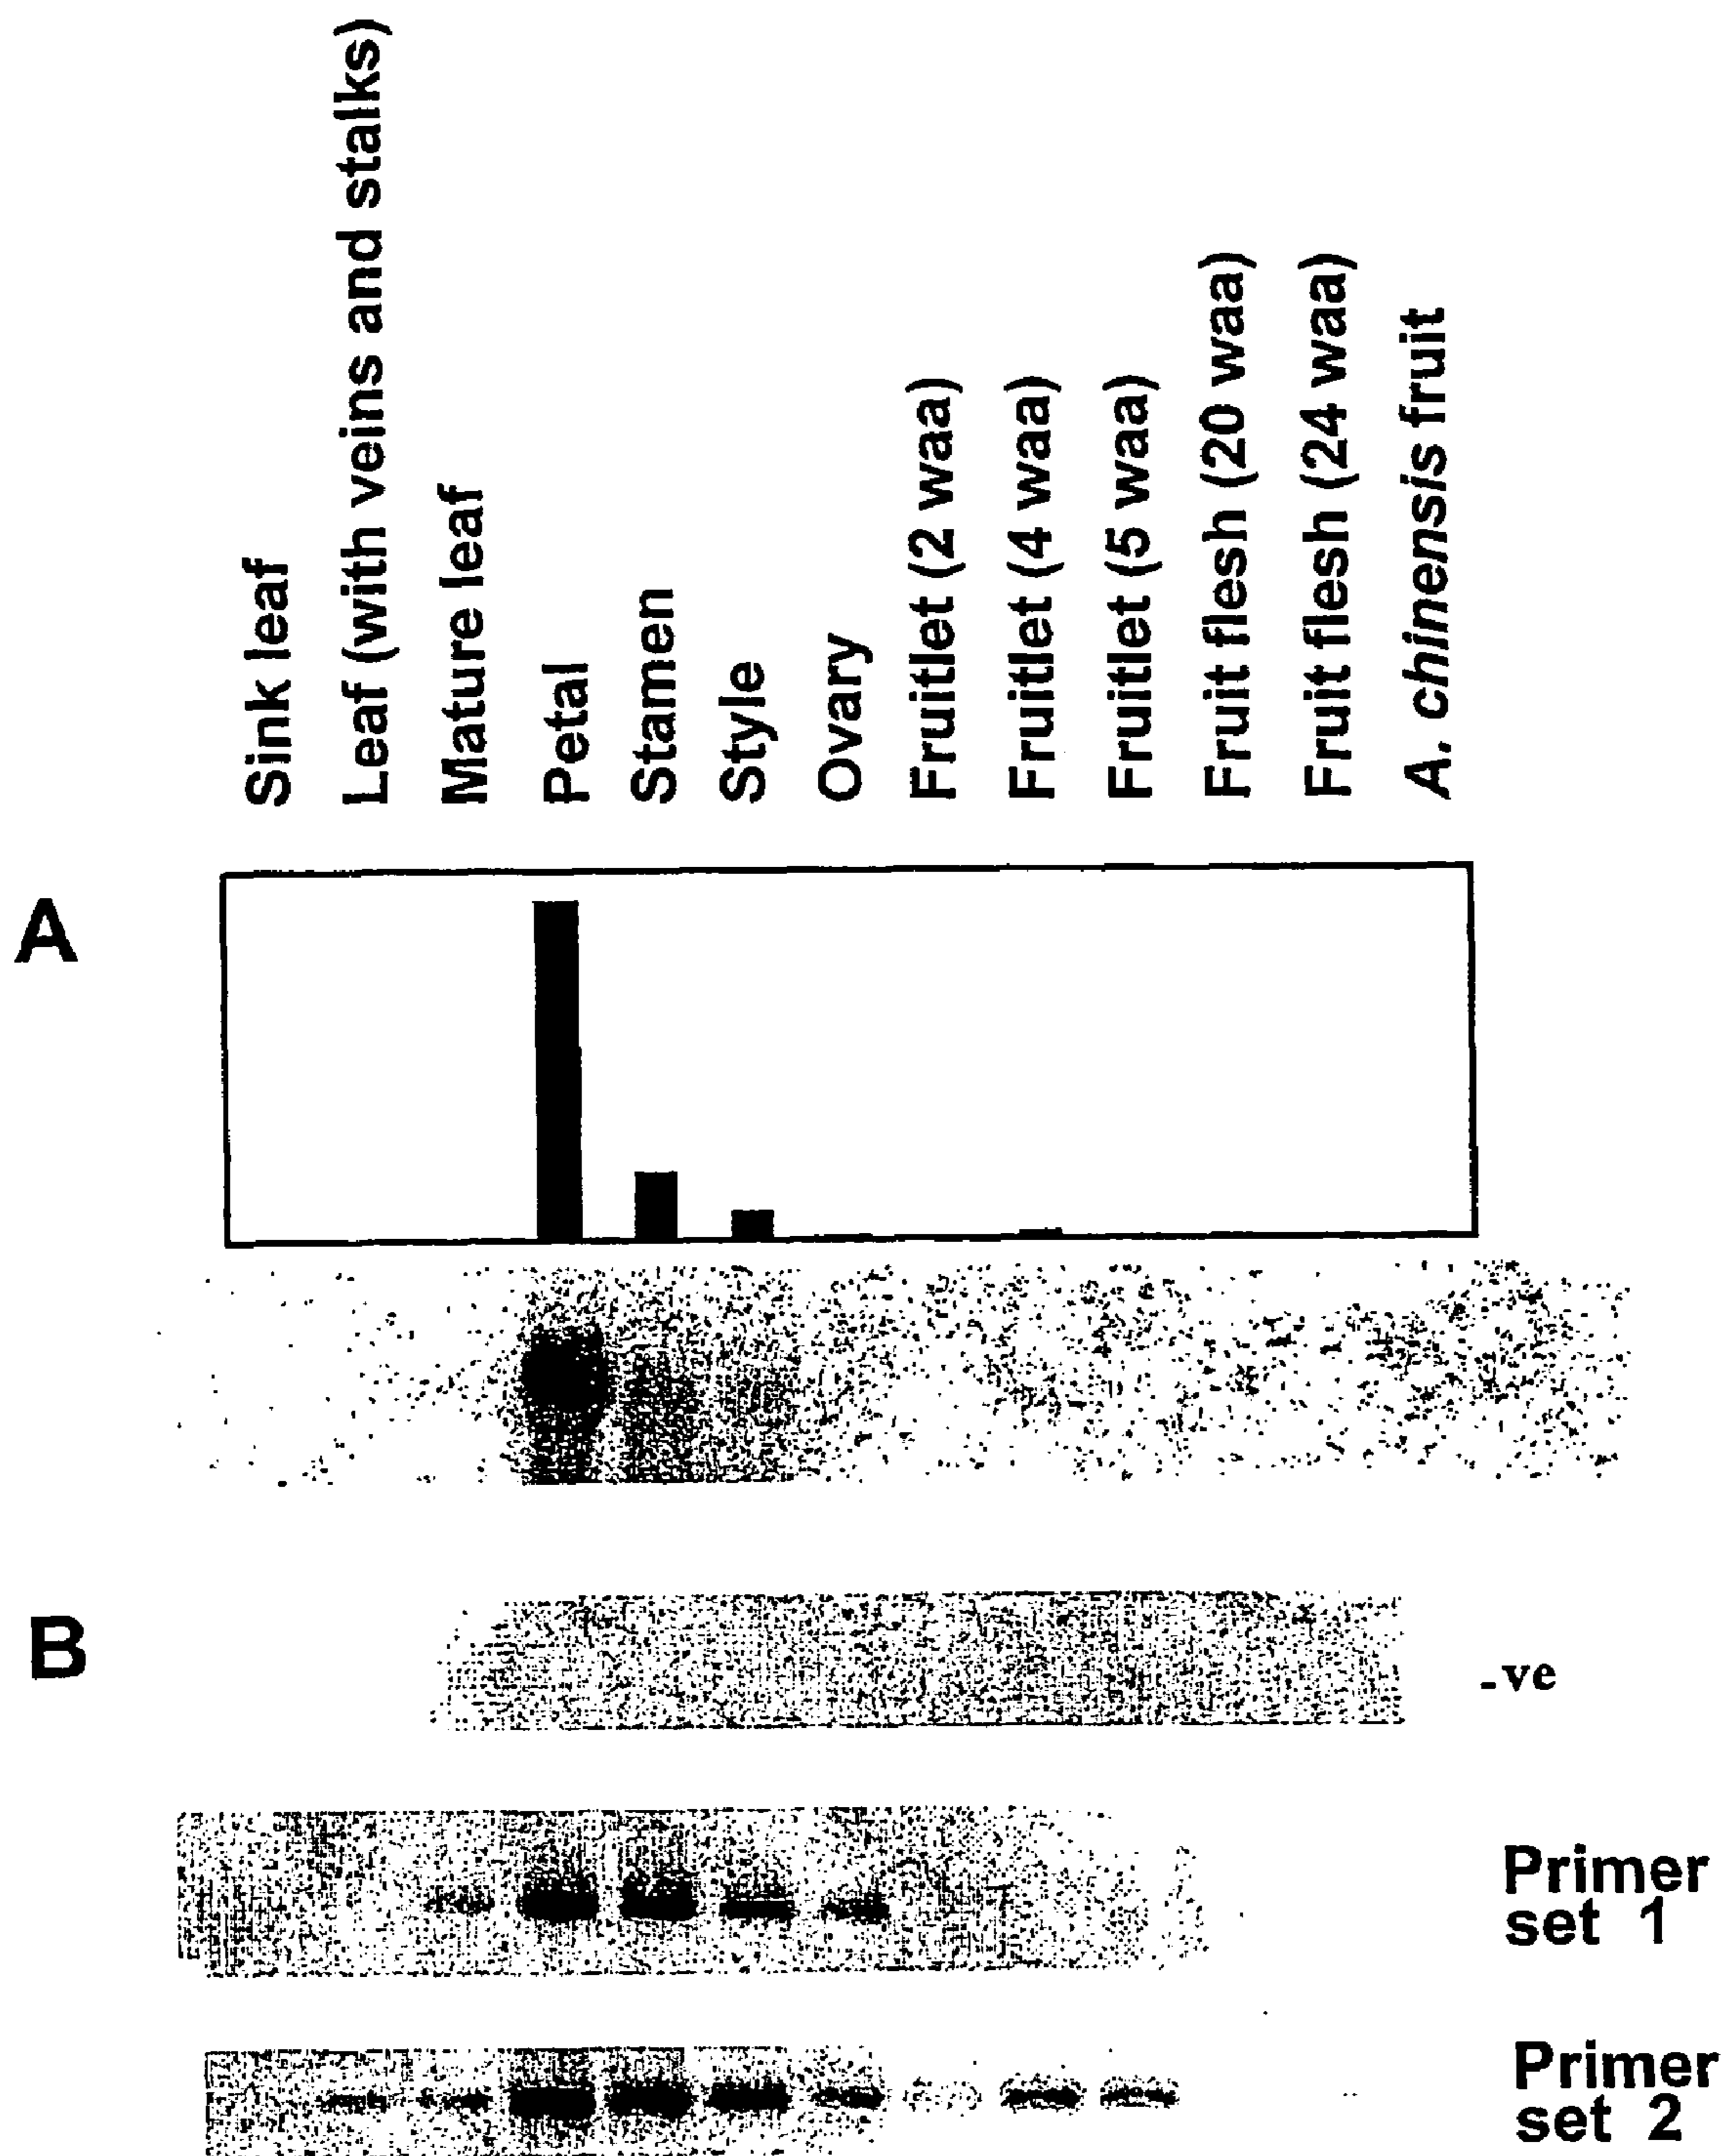 Sink leaf
Leaf (with veins and stalks)
Mature leaf
Petal
Stamen
Style
Ovary
Fruitlet (2 waa)
Fruitlet (4 waa)
Fruitlet (5 waa)
Fruit flesh (20 waa)
Fruit flesh (24 waa)
A. chinensis fruit
A
B
-ve
Primer
set 1
Primer
set 2